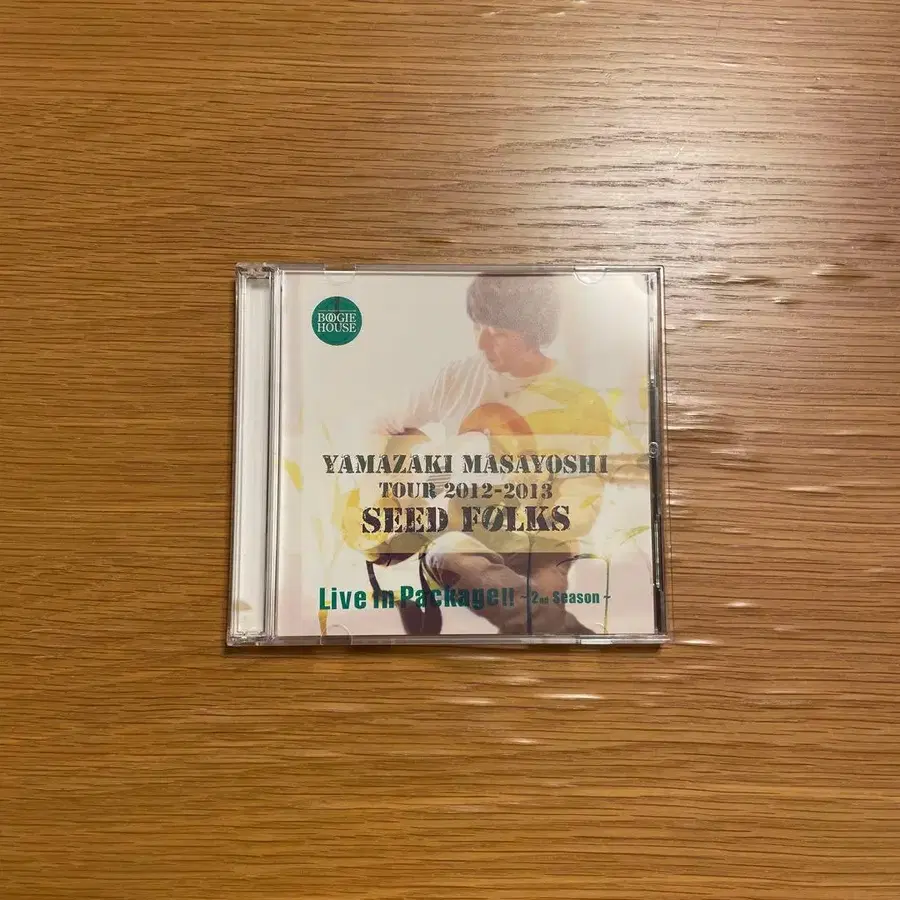 BOOGIE
HOUSE
YAMAZAKI MASAYOSHI
TOUR 2012-2013
SEED FOLKS
Live in Package!! ~2nd Season~